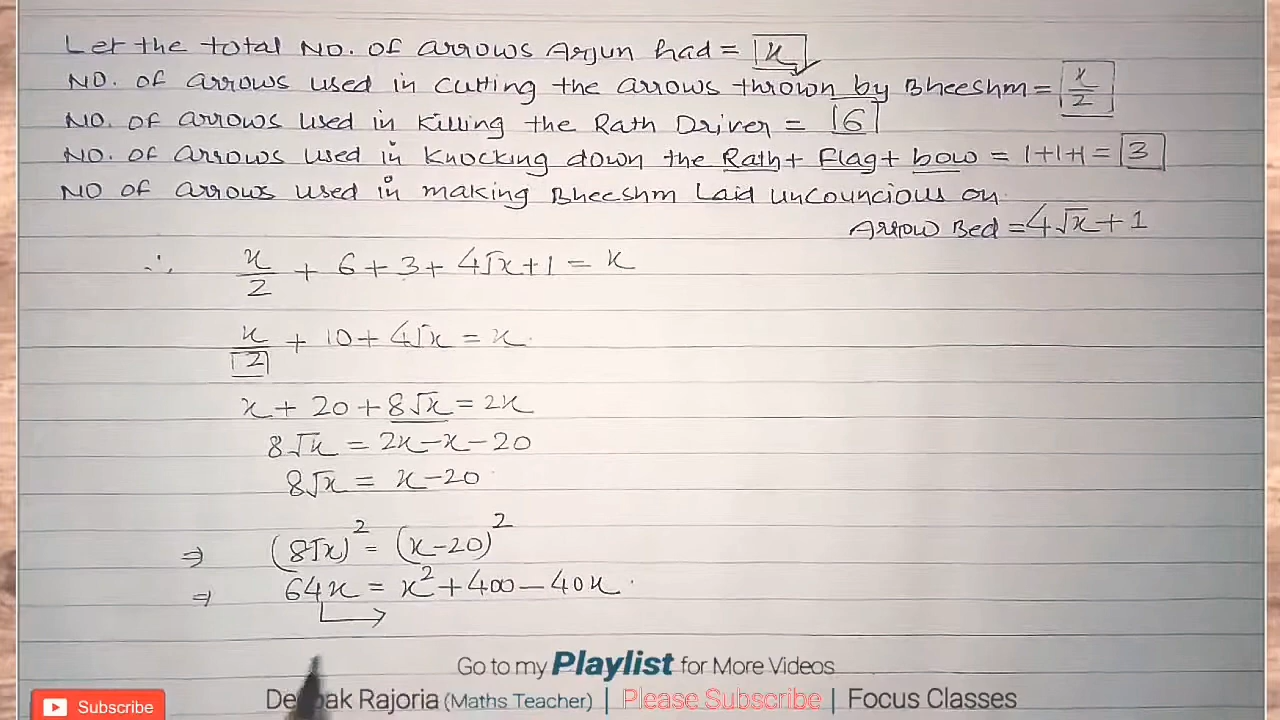 Let the total No. of arrows Arjun had = x
No. of arrows used in cutting the arrows thrown by Bheeshm = x/2
No. of arrows used in killing the Rath Driver = 6
No. of arrows used in knocking down the Rath + Flag + bow = 1+1+1 = 3
No of arrows used in making Bheeshm Laid unCouncious on
Arrow Bed = 4√x + 1
∴ x/2 + 6 + 3 + 4√x + 1 = x
x/2 + 10 + 4√x = x
x + 20 + 8√x = 2x
8√x = 2x - x - 20
8√x = x - 20
⇒ (8√x)² = (x - 20)²
⇒ 64x = x² + 400 - 40x
Go to my Playlist for More Videos
Subscribe
Deepak Rajoria (Maths Teacher) | Please Subscribe | Focus Classes